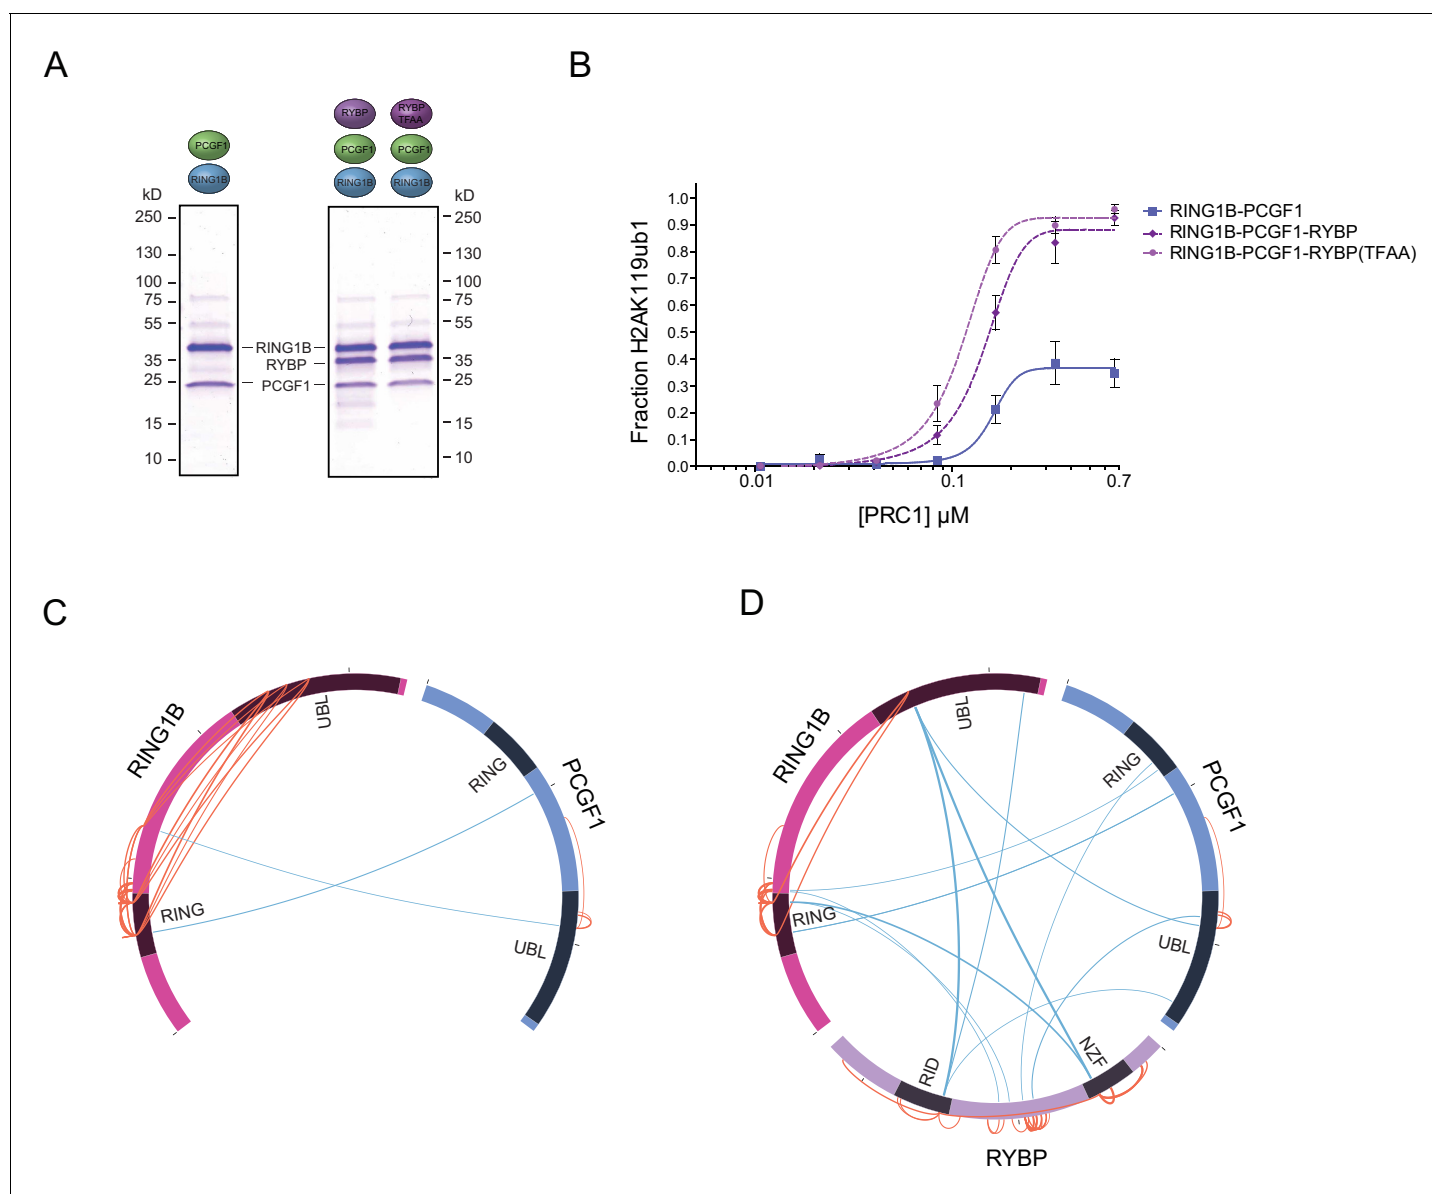 A
RYBP
RYBP
TFAA
PCGF1
PCGF1
PCGF1
RING1B
RING1B
RING1B
kD
250
130
100
75
55
35
25
15
10
RING1B
RYBP
PCGF1
kD
250
130
100
75
55
35
25
15
10
B
Fraction H2AK119ub1
1.0
0.9
0.8
0.7
0.6
0.5
0.4
0.3
0.2
0.1
0.0
0.01
0.1
0.7
[PRC1] µM
RING1B-PCGF1
RING1B-PCGF1-RYBP
RING1B-PCGF1-RYBP(TFAA)
C
RING1B
UBL
RING
RING
PCGF1
UBL
D
RING1B
UBL
RING
RING
PCGF1
UBL
RID
NZF
RYBP